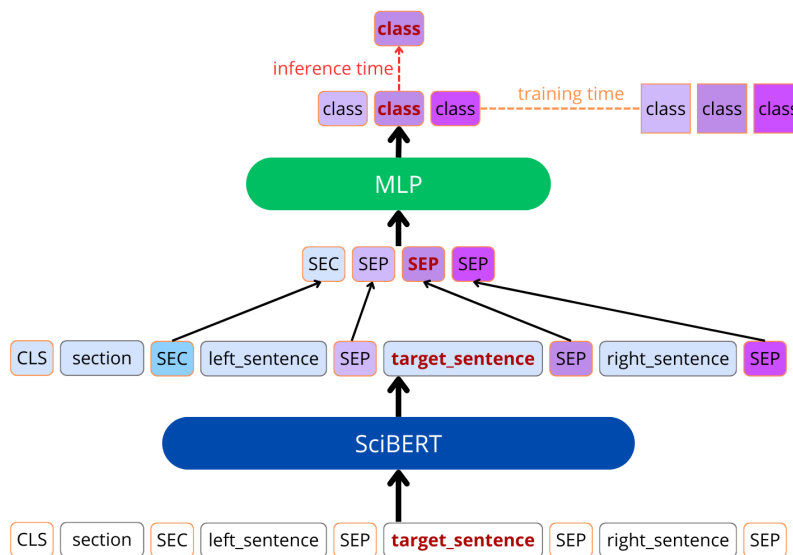 class
inference time
class class class training time class class class
MLP
SEC SEP SEP SEP
CLS section SEC left_sentence SEP target_sentence SEP right_sentence SEP
SciBERT
CLS section SEC left_sentence SEP target_sentence SEP right_sentence SEP